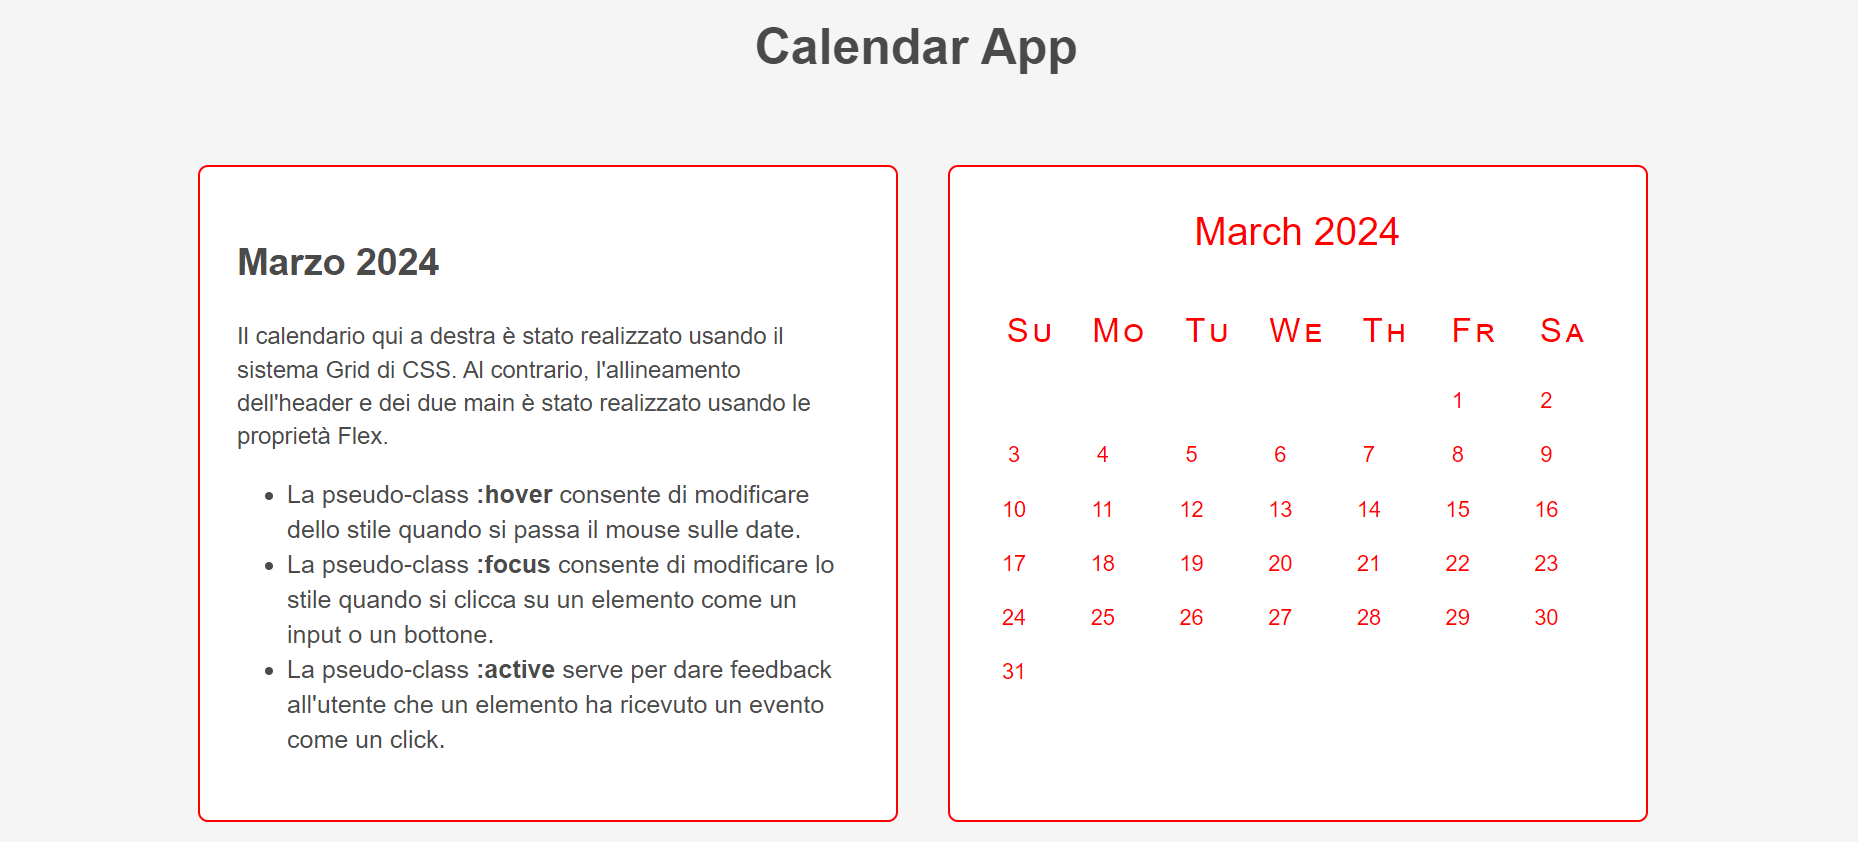 Calendar App
Marzo 2024
Il calendario qui a destra è stato realizzato usando il
sistema Grid di CSS. Al contrario, l'allineamento
dell'header e dei due main è stato realizzato usando le
proprietà Flex.
• La pseudo-class :hover consente di modificare
dello stile quando si passa il mouse sulle date.
• La pseudo-class :focus consente di modificare lo
stile quando si clicca su un elemento come un
input o un bottone.
• La pseudo-class :active serve per dare feedback
all'utente che un elemento ha ricevuto un evento
come un click.
March 2024
Su Mo Tu We Th Fr Sa
1 2
3 4 5 6 7 8 9
10 11 12 13 14 15 16
17 18 19 20 21 22 23
24 25 26 27 28 29 30
31